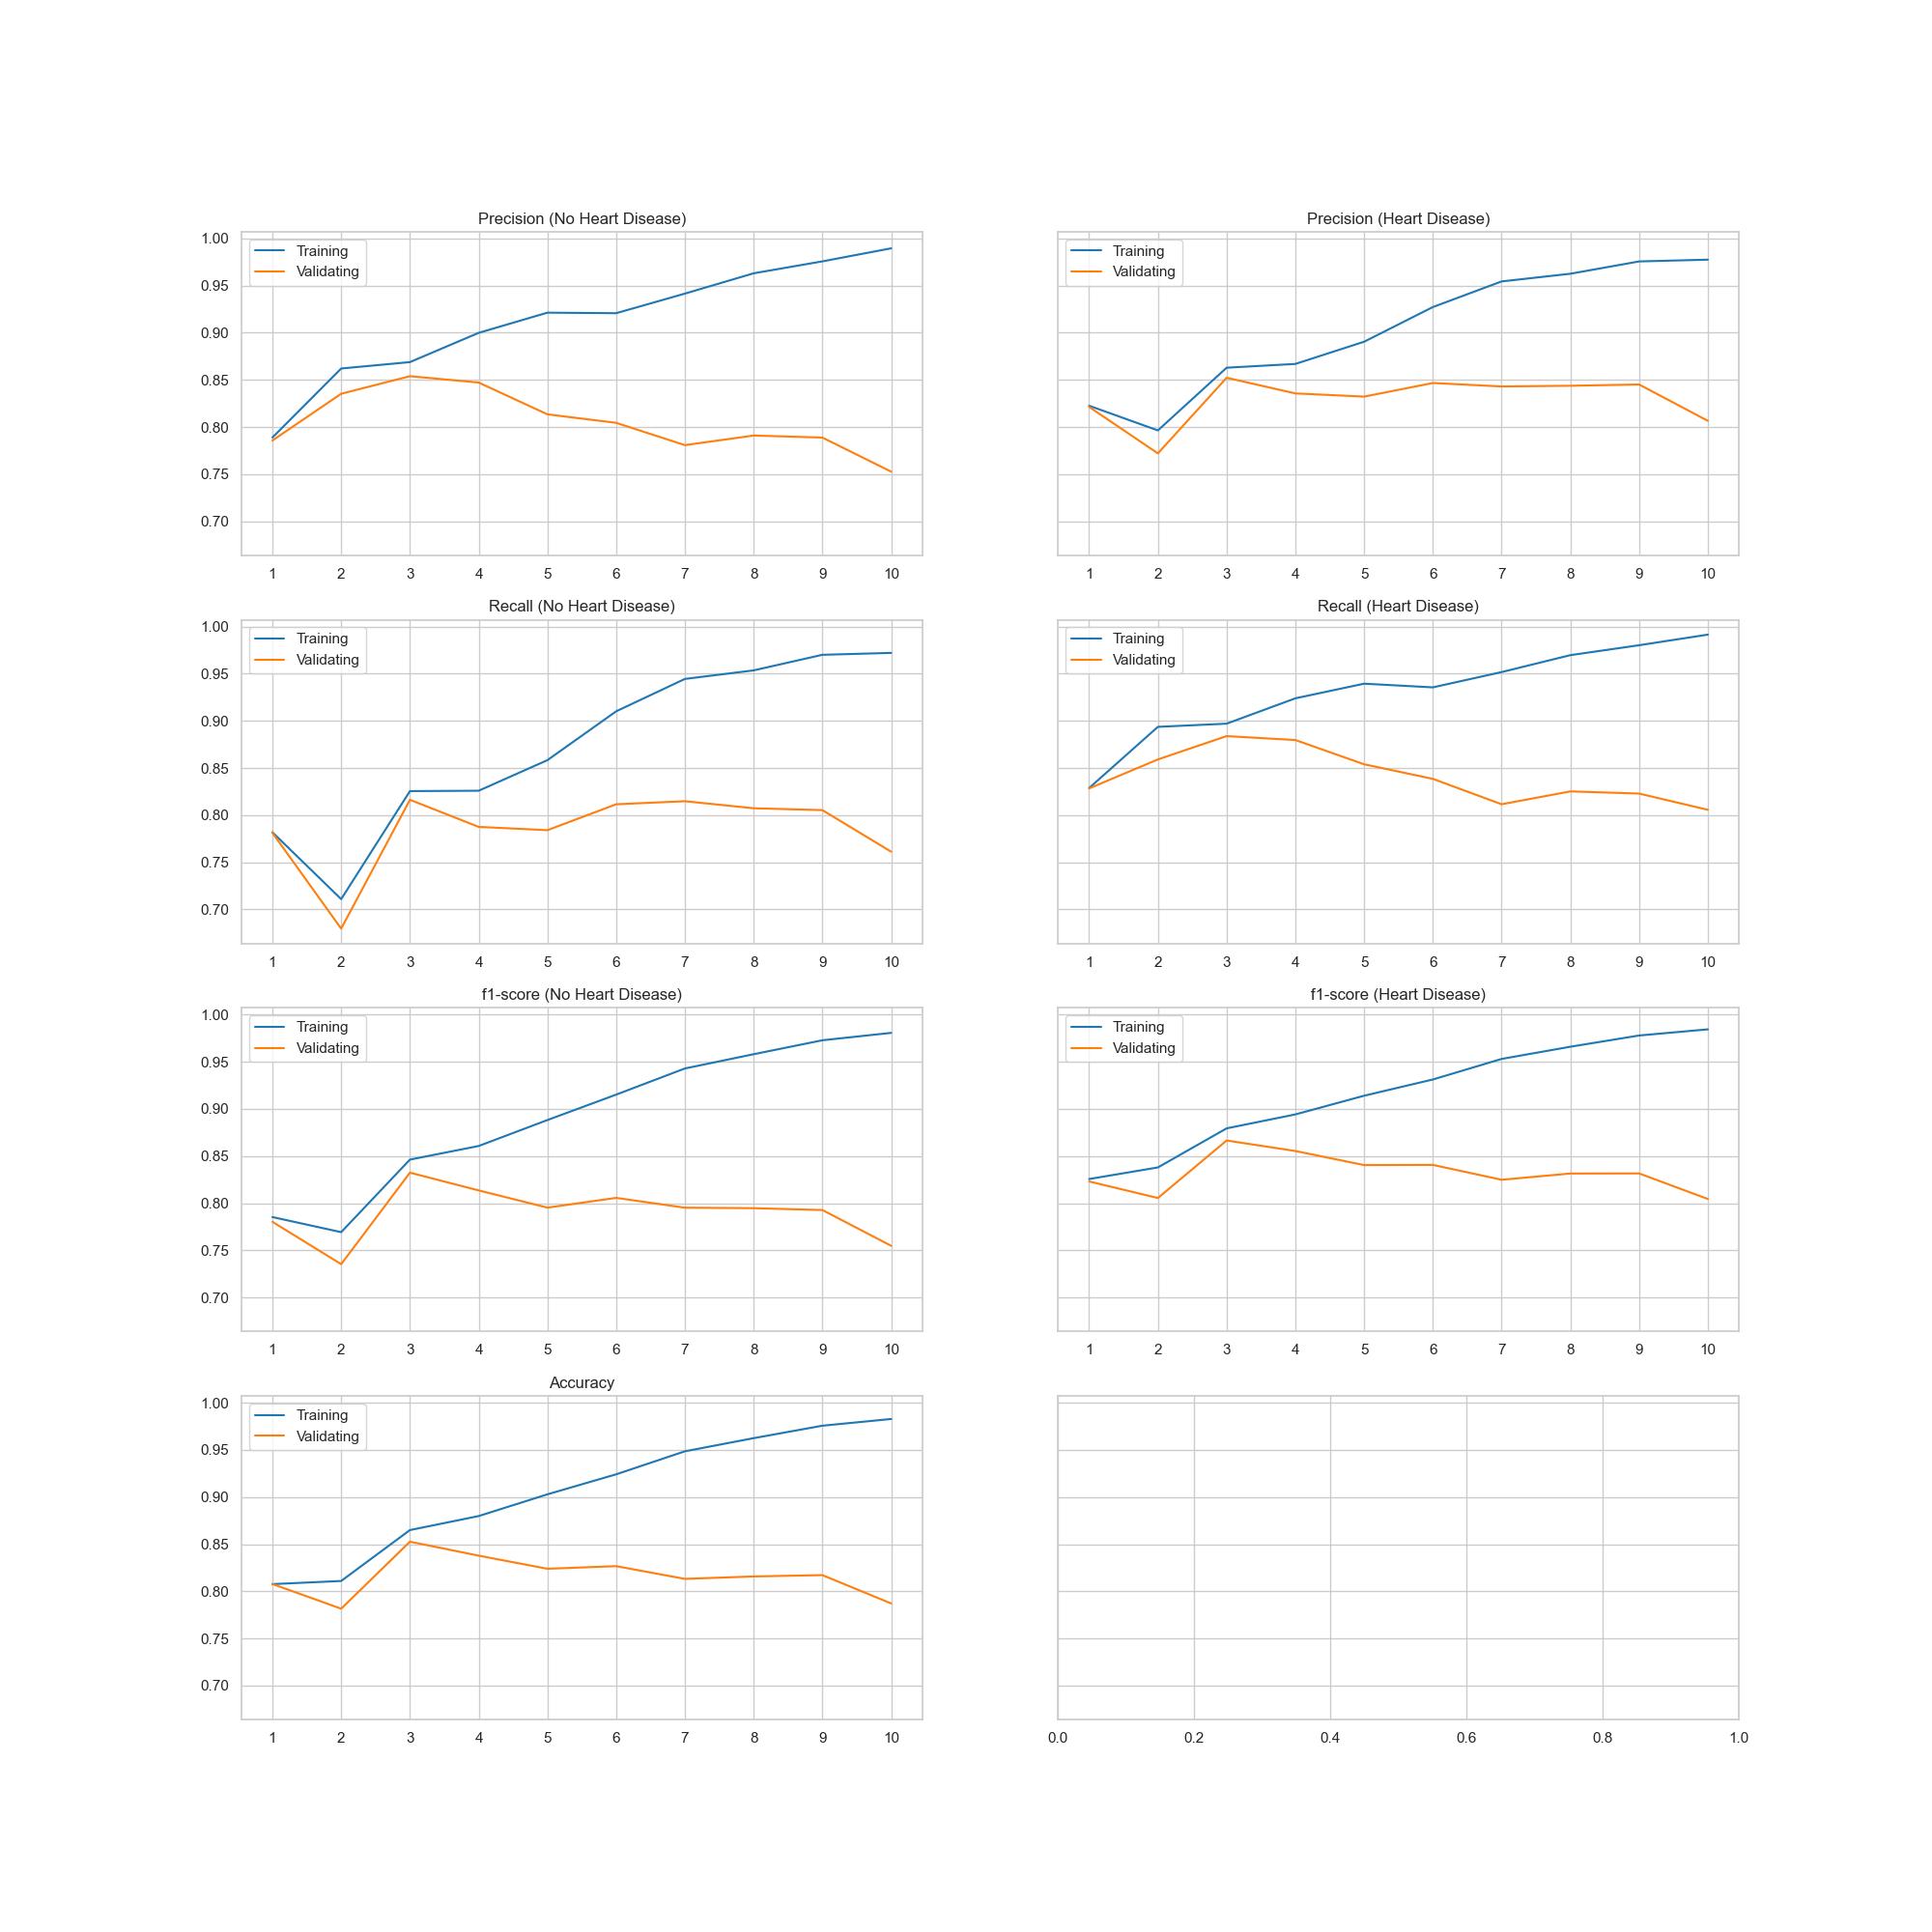 Precision (No Heart Disease)
1.00
0.95
0.90
0.85
0.80
0.75
0.70
Training
Validating
1 2 3 4 5 6 7 8 9 10
Precision (Heart Disease)
Training
Validating
1 2 3 4 5 6 7 8 9 10
Recall (No Heart Disease)
1.00
0.95
0.90
0.85
0.80
0.75
0.70
Training
Validating
1 2 3 4 5 6 7 8 9 10
Recall (Heart Disease)
Training
Validating
1 2 3 4 5 6 7 8 9 10
f1-score (No Heart Disease)
1.00
0.95
0.90
0.85
0.80
0.75
0.70
Training
Validating
1 2 3 4 5 6 7 8 9 10
f1-score (Heart Disease)
Training
Validating
1 2 3 4 5 6 7 8 9 10
Accuracy
1.00
0.95
0.90
0.85
0.80
0.75
0.70
Training
Validating
1 2 3 4 5 6 7 8 9 10
0.0 0.2 0.4 0.6 0.8 1.0